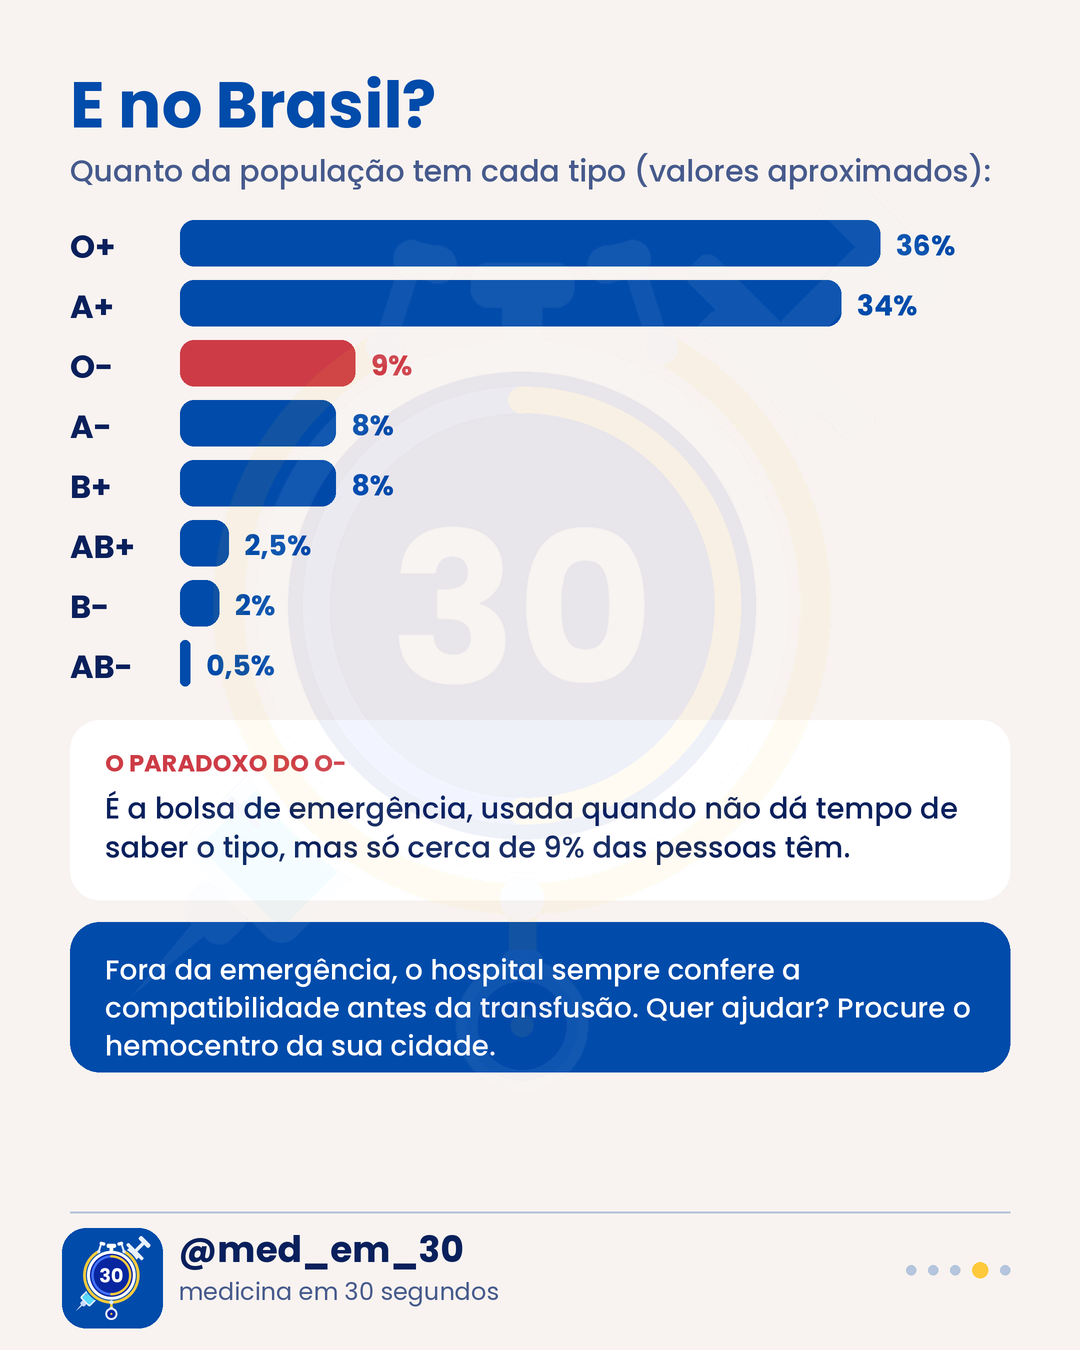 E no Brasil?
Quanto da população tem cada tipo (valores aproximados):
O+ 36%
A+ 34%
O− 9%
A− 8%
B+ 8%
AB+ 2,5%
B− 2%
AB− 0,5%
30
O PARADOXO DO O−
É a bolsa de emergência, usada quando não dá tempo de
saber o tipo, mas só cerca de 9% das pessoas têm.
Fora da emergência, o hospital sempre confere a
compatibilidade antes da transfusão. Quer ajudar? Procure o
hemocentro da sua cidade.
30
@med_em_30
medicina em 30 segundos